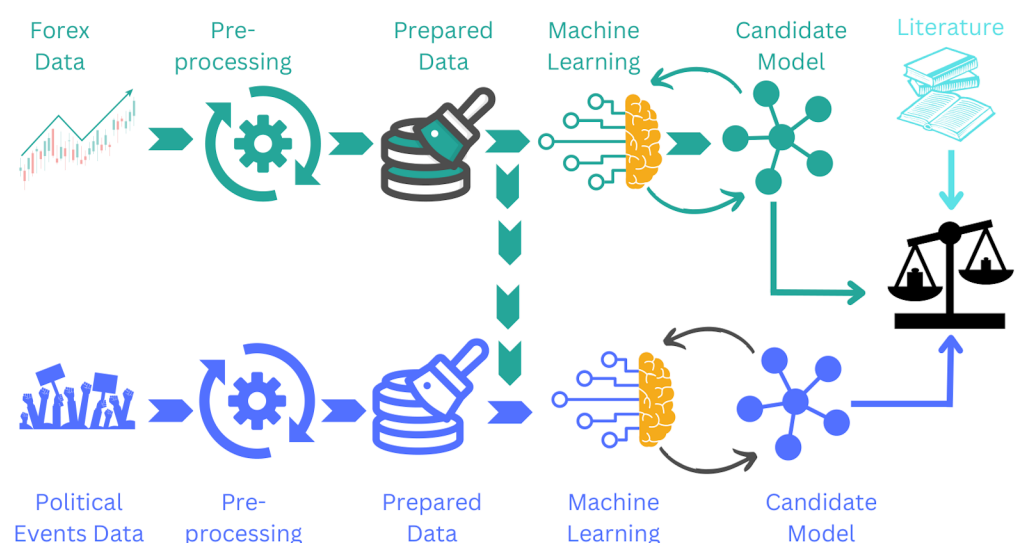 Forex
Data
Pre-
processing
Prepared
Data
Machine
Learning
Candidate
Model
Literature
Political
Events Data
Pre-
processing
Prepared
Data
Machine
Learning
Candidate
Model